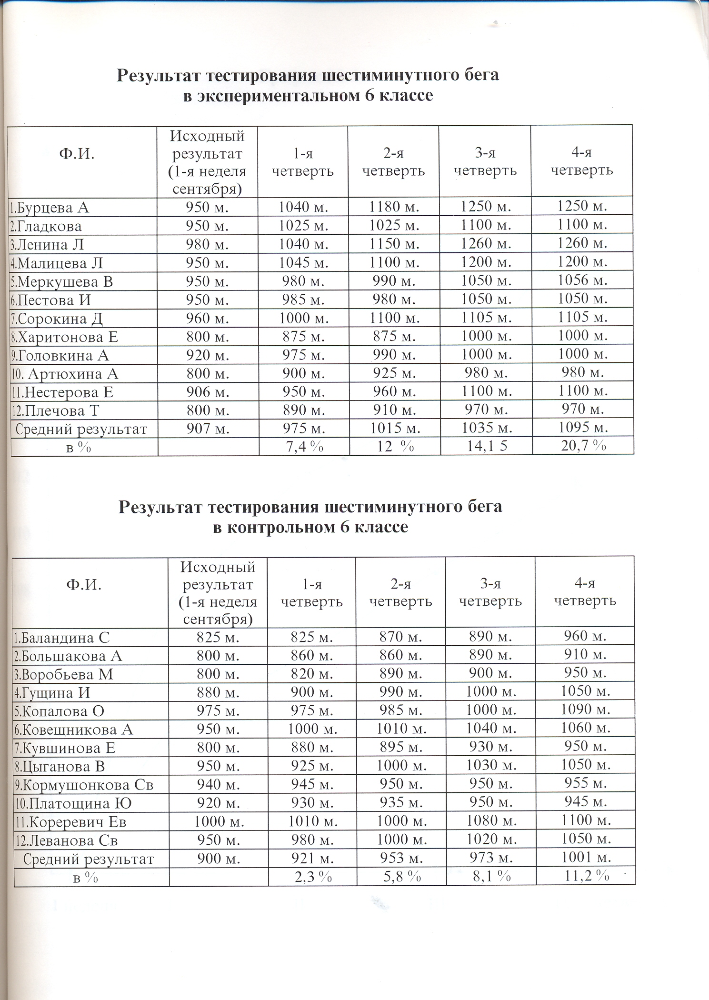 Результат тестирования шестиминутного бега
в экспериментальном 6 классе
Ф.И. Исходный результат (1-я неделя сентября) 1-я четверть 2-я четверть 3-я четверть 4-я четверть
1.Бурцева А 950 м. 1040 м. 1180 м. 1250 м. 1250 м.
2.Гладкова 950 м. 1025 м. 1025 м. 1100 м. 1100 м.
3.Ленина Л 980 м. 1040 м. 1150 м. 1260 м. 1260 м.
4.Малицева Л 950 м. 1045 м. 1100 м. 1200 м. 1200 м.
5.Меркушева В 950 м. 980 м. 990 м. 1050 м. 1056 м.
6.Пестова И 950 м. 985 м. 980 м. 1050 м. 1050 м.
7.Сорокина Д 960 м. 1000 м. 1100 м. 1105 м. 1105 м.
8.Харитонова Е 800 м. 875 м. 875 м. 1000 м. 1000 м.
9.Головкина А 920 м. 975 м. 990 м. 1000 м. 1000 м.
10. Артюхина А 800 м. 900 м. 925 м. 980 м. 980 м.
11.Нестерова Е 906 м. 950 м. 960 м. 1100 м. 1100 м.
12.Плечова Т 800 м. 890 м. 910 м. 970 м. 970 м.
Средний результат 907 м. 975 м. 1015 м. 1035 м. 1095 м.
в % 7,4 % 12 % 14,1 5 20,7 %
Результат тестирования шестиминутного бега
в контрольном 6 классе
Ф.И. Исходный результат (1-я неделя сентября) 1-я четверть 2-я четверть 3-я четверть 4-я четверть
1.Баландина С 825 м. 825 м. 870 м. 890 м. 960 м.
2.Большакова А 800 м. 860 м. 860 м. 890 м. 910 м.
3.Воробьева М 800 м. 820 м. 890 м. 900 м. 950 м.
4.Гущина И 880 м. 900 м. 990 м. 1000 м. 1050 м.
5.Копалова О 975 м. 975 м. 985 м. 1000 м. 1090 м.
6.Ковещникова А 950 м. 1000 м. 1010 м. 1040 м. 1060 м.
7.Кувшинова Е 800 м. 880 м. 895 м. 930 м. 950 м.
8.Цыганова В 950 м. 925 м. 1000 м. 1030 м. 1050 м.
9.Кормушонкова Св 940 м. 945 м. 950 м. 950 м. 955 м.
10.Платощина Ю 920 м. 930 м. 935 м. 950 м. 945 м.
11.Кореревич Ев 1000 м. 1010 м. 1000 м. 1080 м. 1100 м.
12.Леванова Св 950 м. 980 м. 1000 м. 1020 м. 1050 м.
Средний результат 900 м. 921 м. 953 м. 973 м. 1001 м.
в % 2,3 % 5,8 % 8,1 % 11,2 %